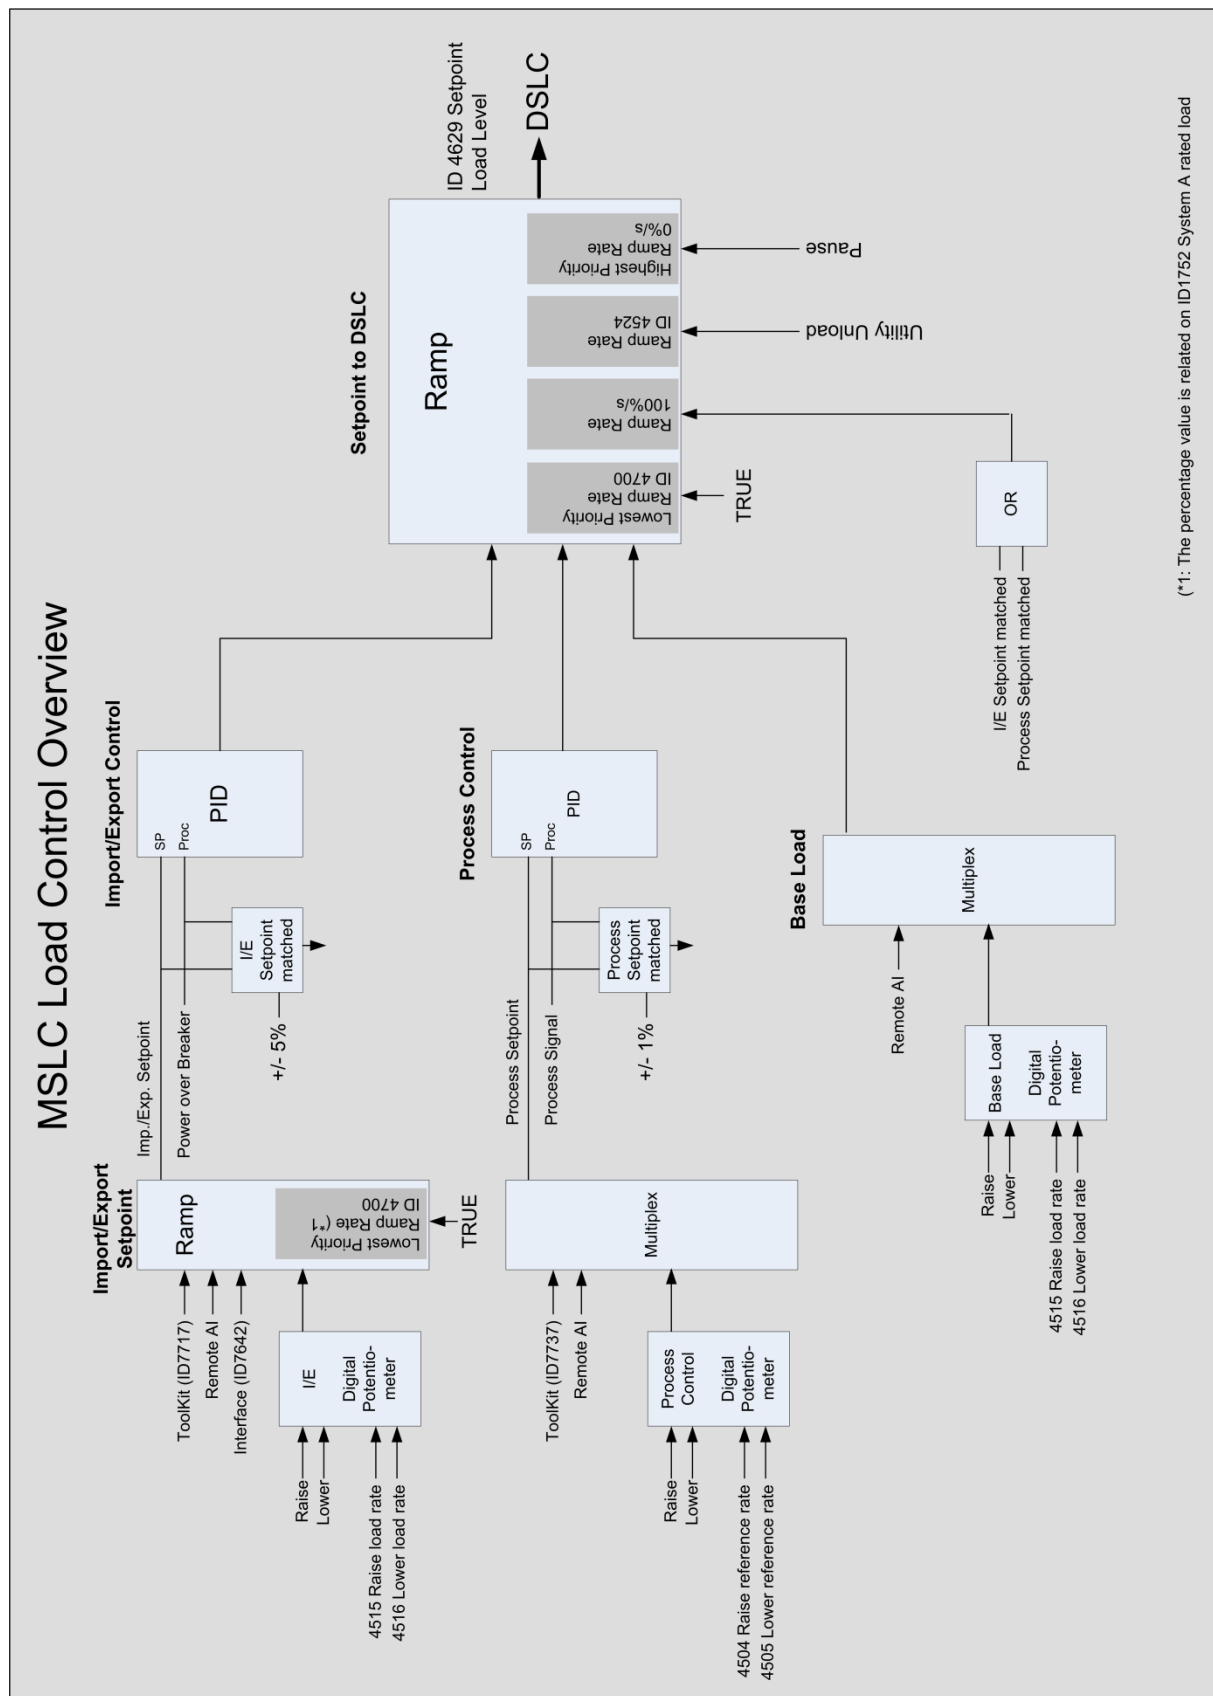 MSLC Load Control Overview
Import/Export
Setpoint
Ramp
Lowest Priority
Ramp Rate (*1
ID 4700
TRUE
ToolKit (ID7717)
Remote AI
Interface (ID7642)
I/E
Digital
Potentio-
meter
Raise
Lower
4515 Raise load rate
4516 Lower load rate
Imp./Exp. Setpoint
Power over Breaker
I/E
Setpoint
matched
+/- 5%
Import/Export Control
SP
Proc
PID
ToolKit (ID7737)
Remote AI
Multiplex
Process
Control
Digital
Potentio-
meter
Raise
Lower
4504 Raise reference rate
4505 Lower reference rate
Process Setpoint
Process Signal
Process
Setpoint
matched
+/- 1%
Process Control
SP
Proc
PID
Base Load
Remote AI
Multiplex
Base Load
Digital
Potentio-
meter
Raise
Lower
4515 Raise load rate
4516 Lower load rate
Setpoint to DSLC
Ramp
Lowest Priority
Ramp Rate
ID 4700
Ramp Rate
100%/s
Ramp Rate
ID 4524
Highest Priority
Ramp Rate
0%/s
TRUE
Utility Unload
Pause
I/E Setpoint matched
Process Setpoint matched
OR
ID 4629 Setpoint
Load Level
DSLC
(*1: The percentage value is related on ID1752 System A rated load